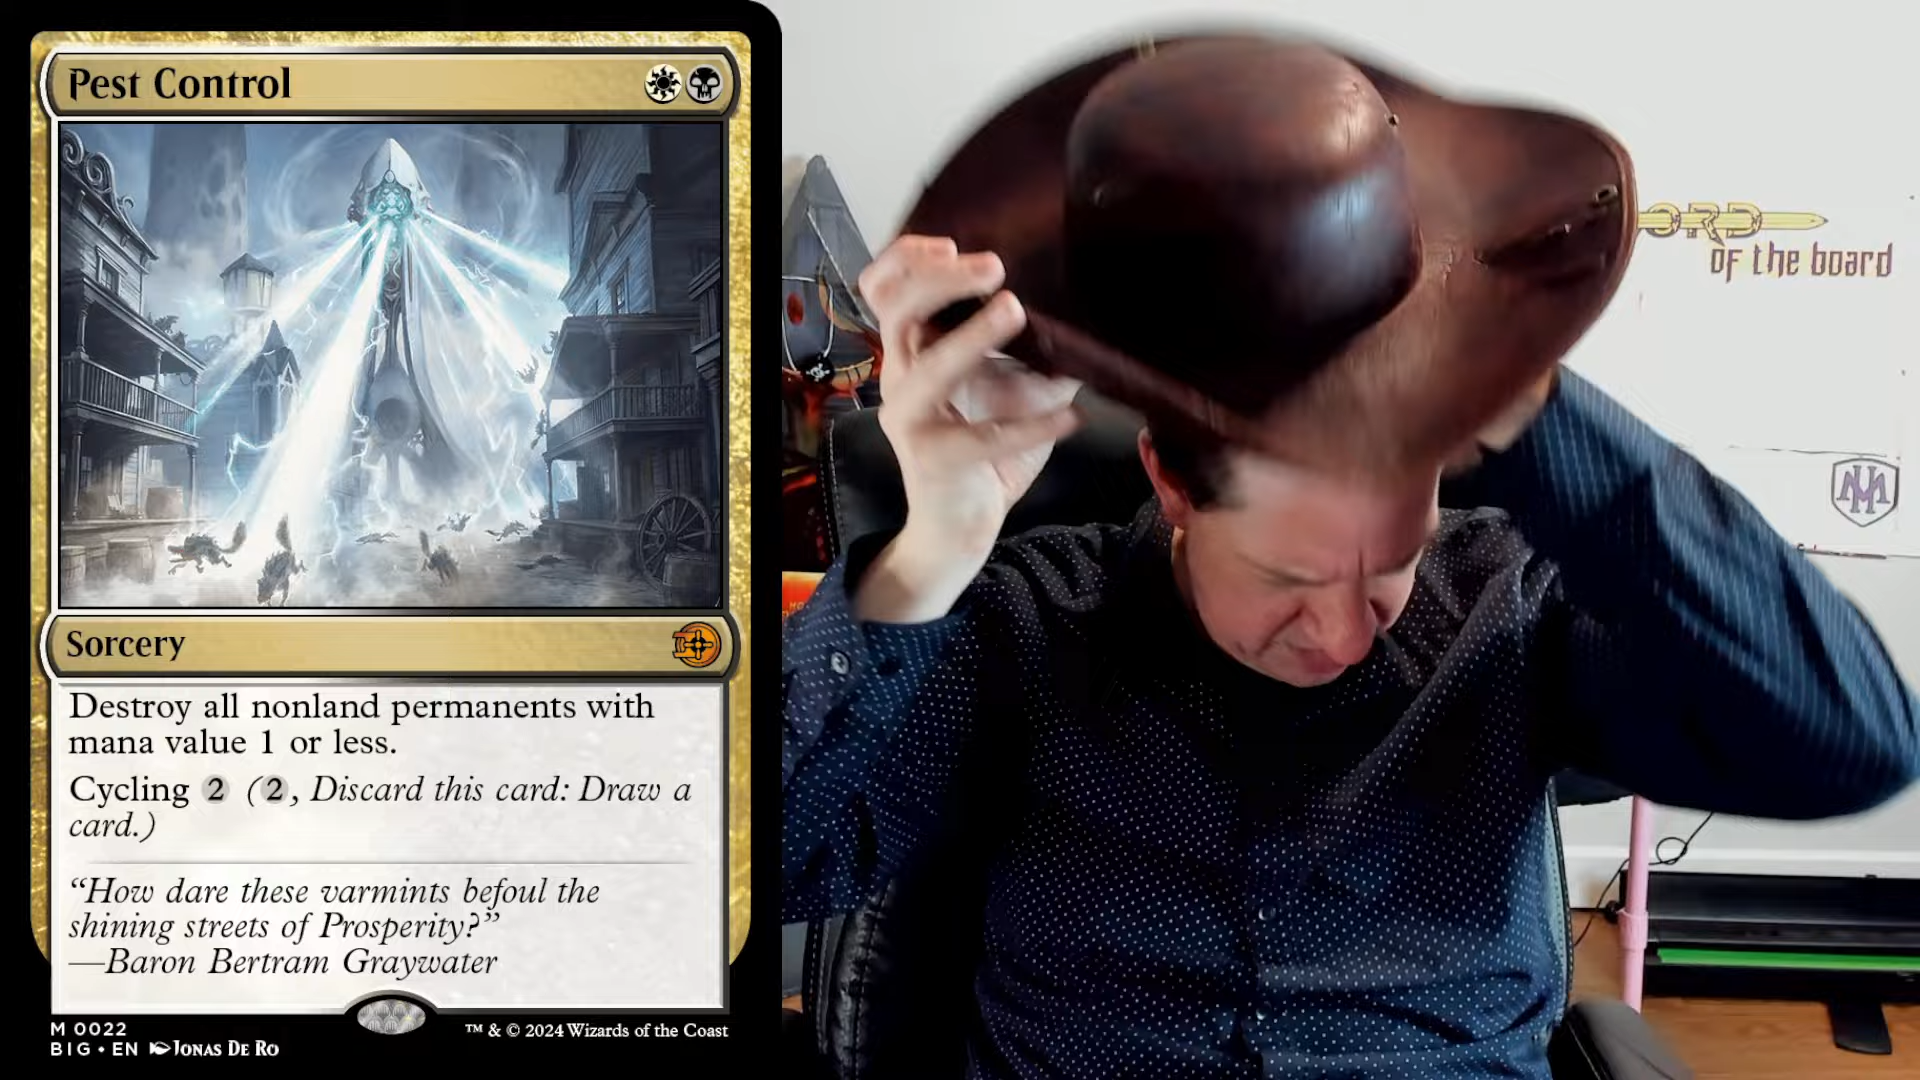 Pest Control
Sorcery
Destroy all nonland permanents with
mana value 1 or less.
Cycling 2 (2, Discard this card: Draw a
card.)
“How dare these varmints befoul the
shining streets of Prosperity?”
—Baron Bertram Graywater
M 0022
BIG • EN Jonas De Ro
™ & © 2024 Wizards of the Coast
ORD
of the board